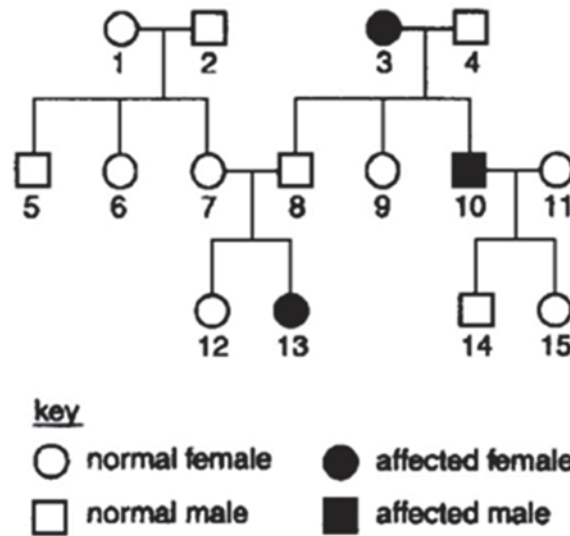 1 2 3 4
5 6 7 8 9 10 11
12 13 14 15
key
normal female affected female
normal male affected male